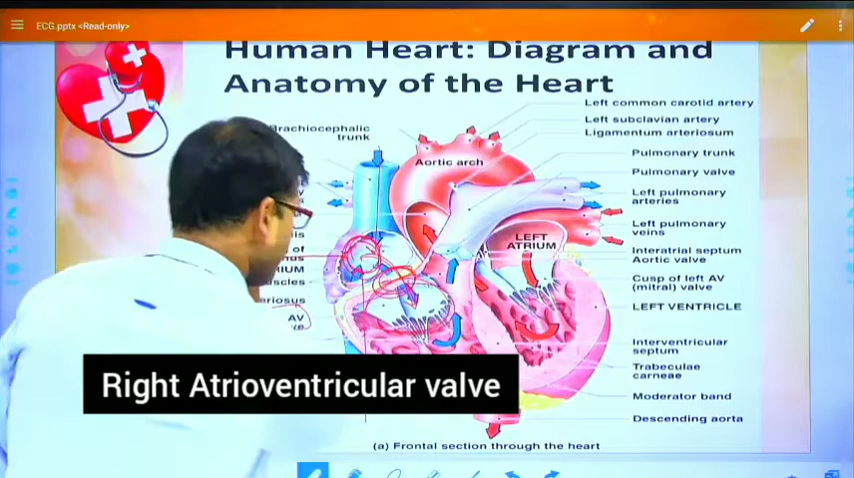 ECG.pptx <Read-only>
Human Heart: Diagram and
Anatomy of the Heart
Brachiocephalic
trunk
Left common carotid artery
Left subclavian artery
Ligamentum arteriosum
Pulmonary trunk
Aortic arch
Pulmonary valve
Left pulmonary
arteries
Left pulmonary
veins
LEFT
ATRIUM
of
Interatrial septum
Aortic valve
Cusp of left AV
(mitral) valve
LEFT VENTRICLE
AV
Interventricular
septum
Trabeculae
carneae
Moderator band
Descending aorta
Right Atrioventricular valve
(a) Frontal section through the heart